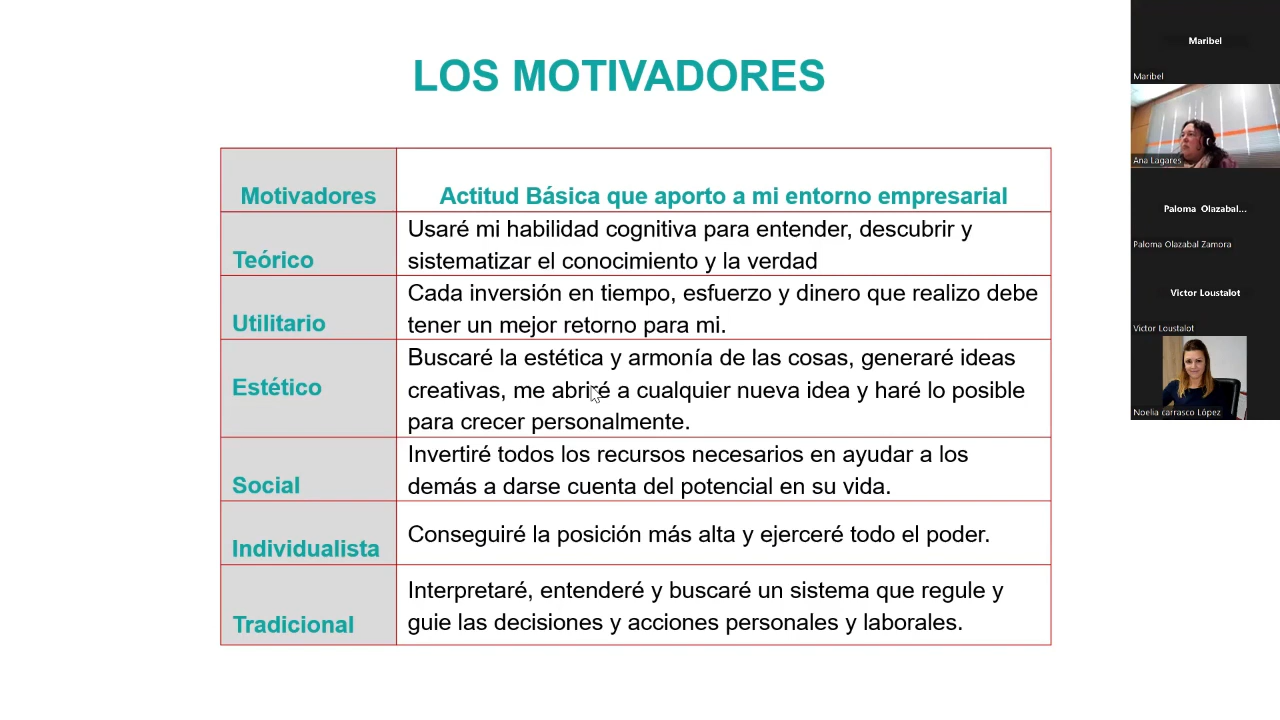 LOS MOTIVADORES
Motivadores
Actitud Básica que aporto a mi entorno empresarial
Teórico
Usaré mi habilidad cognitiva para entender, descubrir y
sistematizar el conocimiento y la verdad
Utilitario
Cada inversión en tiempo, esfuerzo y dinero que realizo debe
tener un mejor retorno para mi.
Estético
Buscaré la estética y armonía de las cosas, generaré ideas
creativas, me abriré a cualquier nueva idea y haré lo posible
para crecer personalmente.
Social
Invertiré todos los recursos necesarios en ayudar a los
demás a darse cuenta del potencial en su vida.
Individualista
Conseguiré la posición más alta y ejerceré todo el poder.
Tradicional
Interpretaré, entenderé y buscaré un sistema que regule y
guie las decisiones y acciones personales y laborales.
Maribel
Maribel
Ana Lagares
Paloma Olazabal...
Paloma Olazabal Zamora
Victor Loustalot
Victor Loustalot
Noelia carrasco López